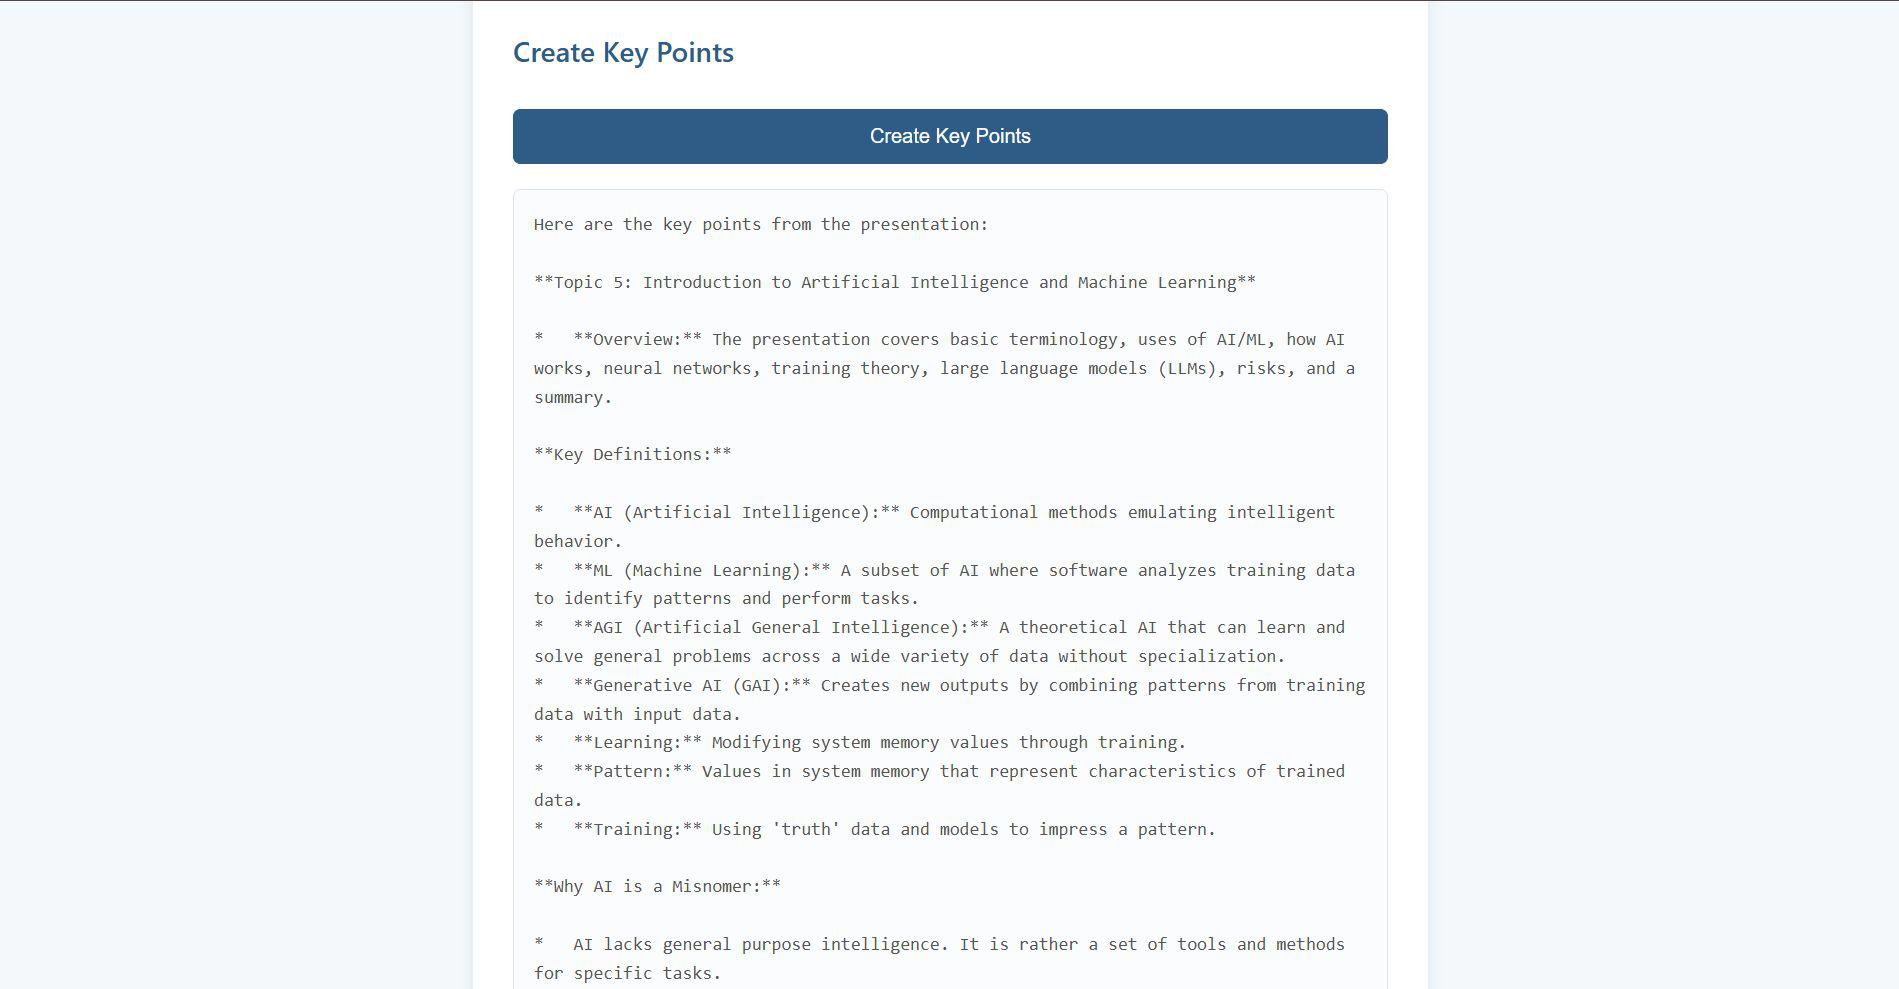 Create Key Points
Create Key Points
Here are the key points from the presentation:
**Topic 5: Introduction to Artificial Intelligence and Machine Learning**
*   **Overview:** The presentation covers basic terminology, uses of AI/ML, how AI
works, neural networks, training theory, large language models (LLMs), risks, and a
summary.
**Key Definitions:**
*   **AI (Artificial Intelligence):** Computational methods emulating intelligent
behavior.
*   **ML (Machine Learning):** A subset of AI where software analyzes training data
to identify patterns and perform tasks.
*   **AGI (Artificial General Intelligence):** A theoretical AI that can learn and
solve general problems across a wide variety of data without specialization.
*   **Generative AI (GAI):** Creates new outputs by combining patterns from training
data with input data.
*   **Learning:** Modifying system memory values through training.
*   **Pattern:** Values in system memory that represent characteristics of trained
data.
*   **Training:** Using 'truth' data and models to impress a pattern.
**Why AI is a Misnomer:**
*   AI lacks general purpose intelligence. It is rather a set of tools and methods
for specific tasks.